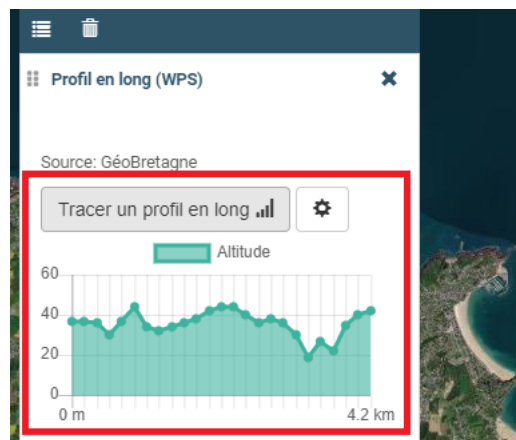 Profil en long (WPS)
Source: GéoBretagne
Tracer un profil en long
Altitude
60
40
20
0
0 m 4.2 km